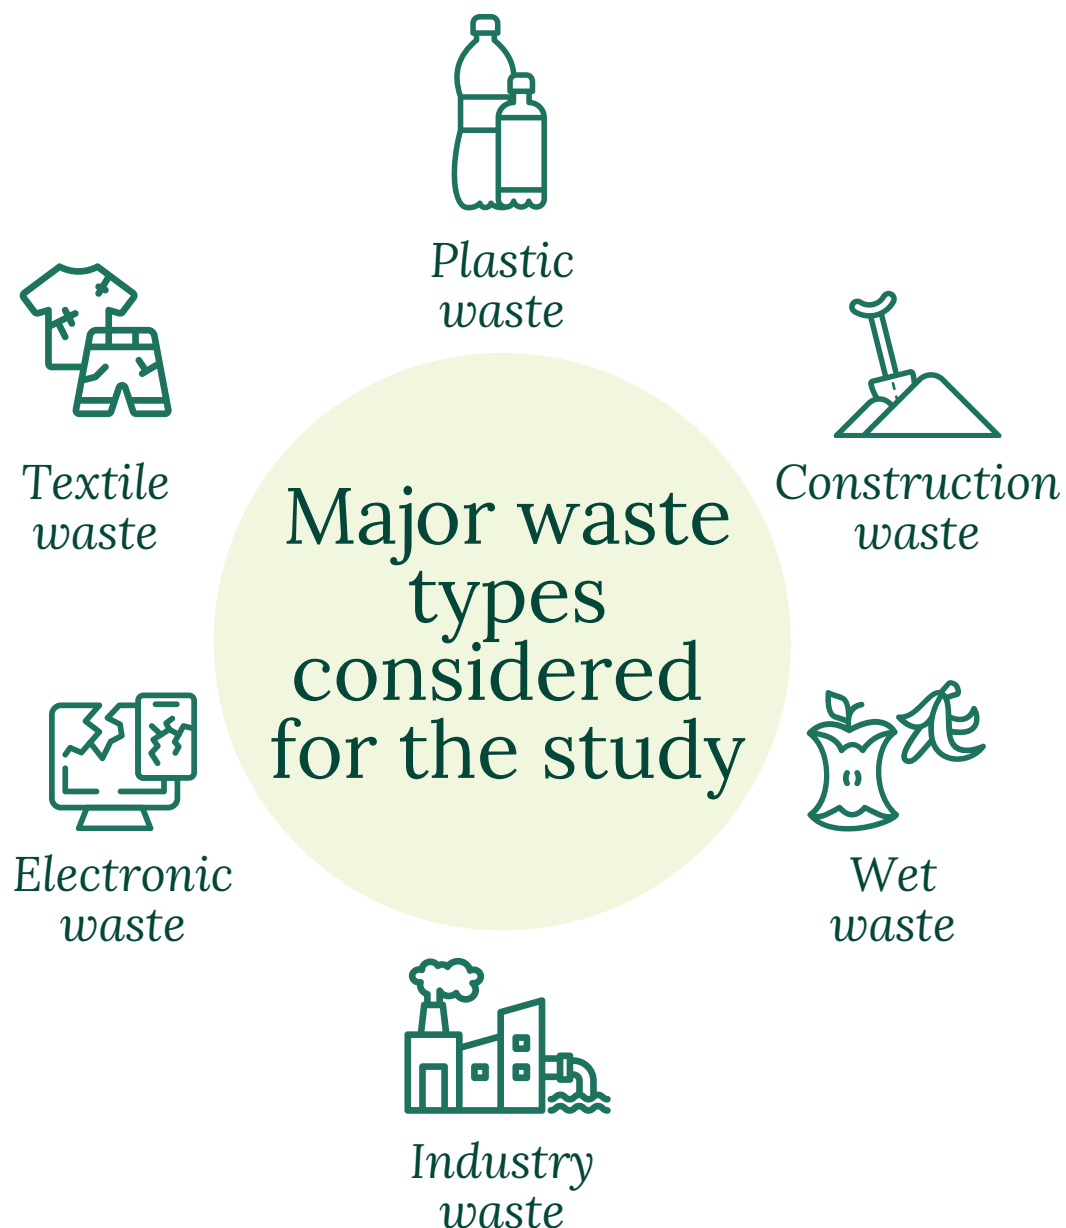 Plastic
waste
Textile
waste
Construction
waste
Major waste
types
considered
for the study
Electronic
waste
Wet
waste
Industry
waste